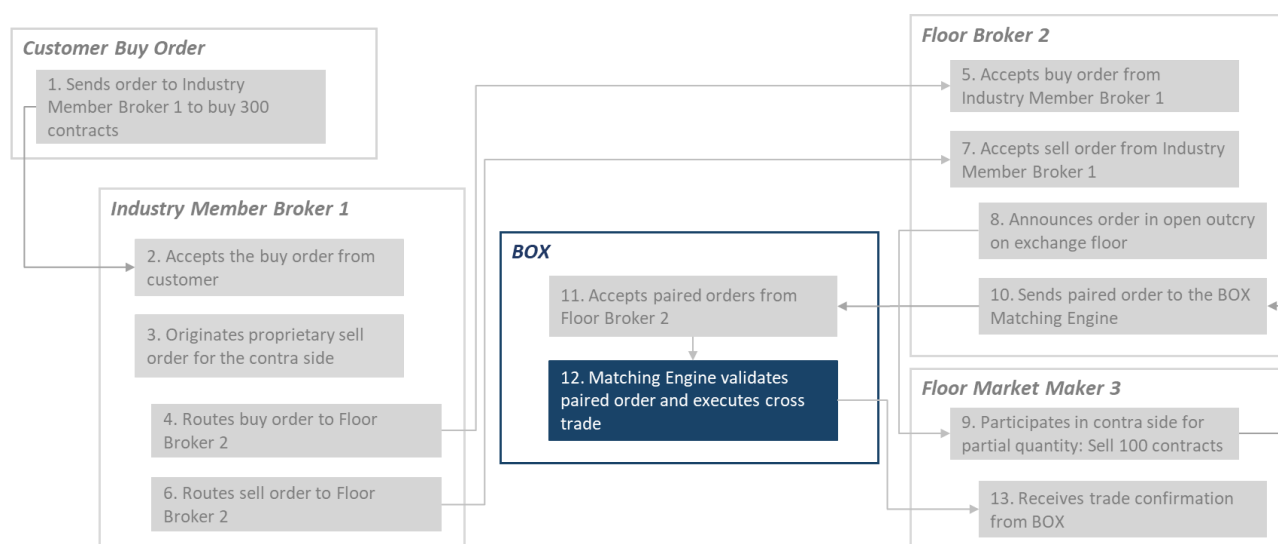 Customer Buy Order
1. Sends order to Industry
Member Broker 1 to buy 300
contracts
Industry Member Broker 1
2. Accepts the buy order from
customer
3. Originates proprietary sell
order for the contra side
4. Routes buy order to Floor
Broker 2
6. Routes sell order to Floor
Broker 2
BOX
11. Accepts paired orders from
Floor Broker 2
12. Matching Engine validates
paired order and executes cross
trade
Floor Broker 2
5. Accepts buy order from
Industry Member Broker 1
7. Accepts sell order from Industry
Member Broker 1
8. Announces order in open outcry
on exchange floor
10. Sends paired order to the BOX
Matching Engine
Floor Market Maker 3
9. Participates in contra side for
partial quantity: Sell 100 contracts
13. Receives trade confirmation
from BOX